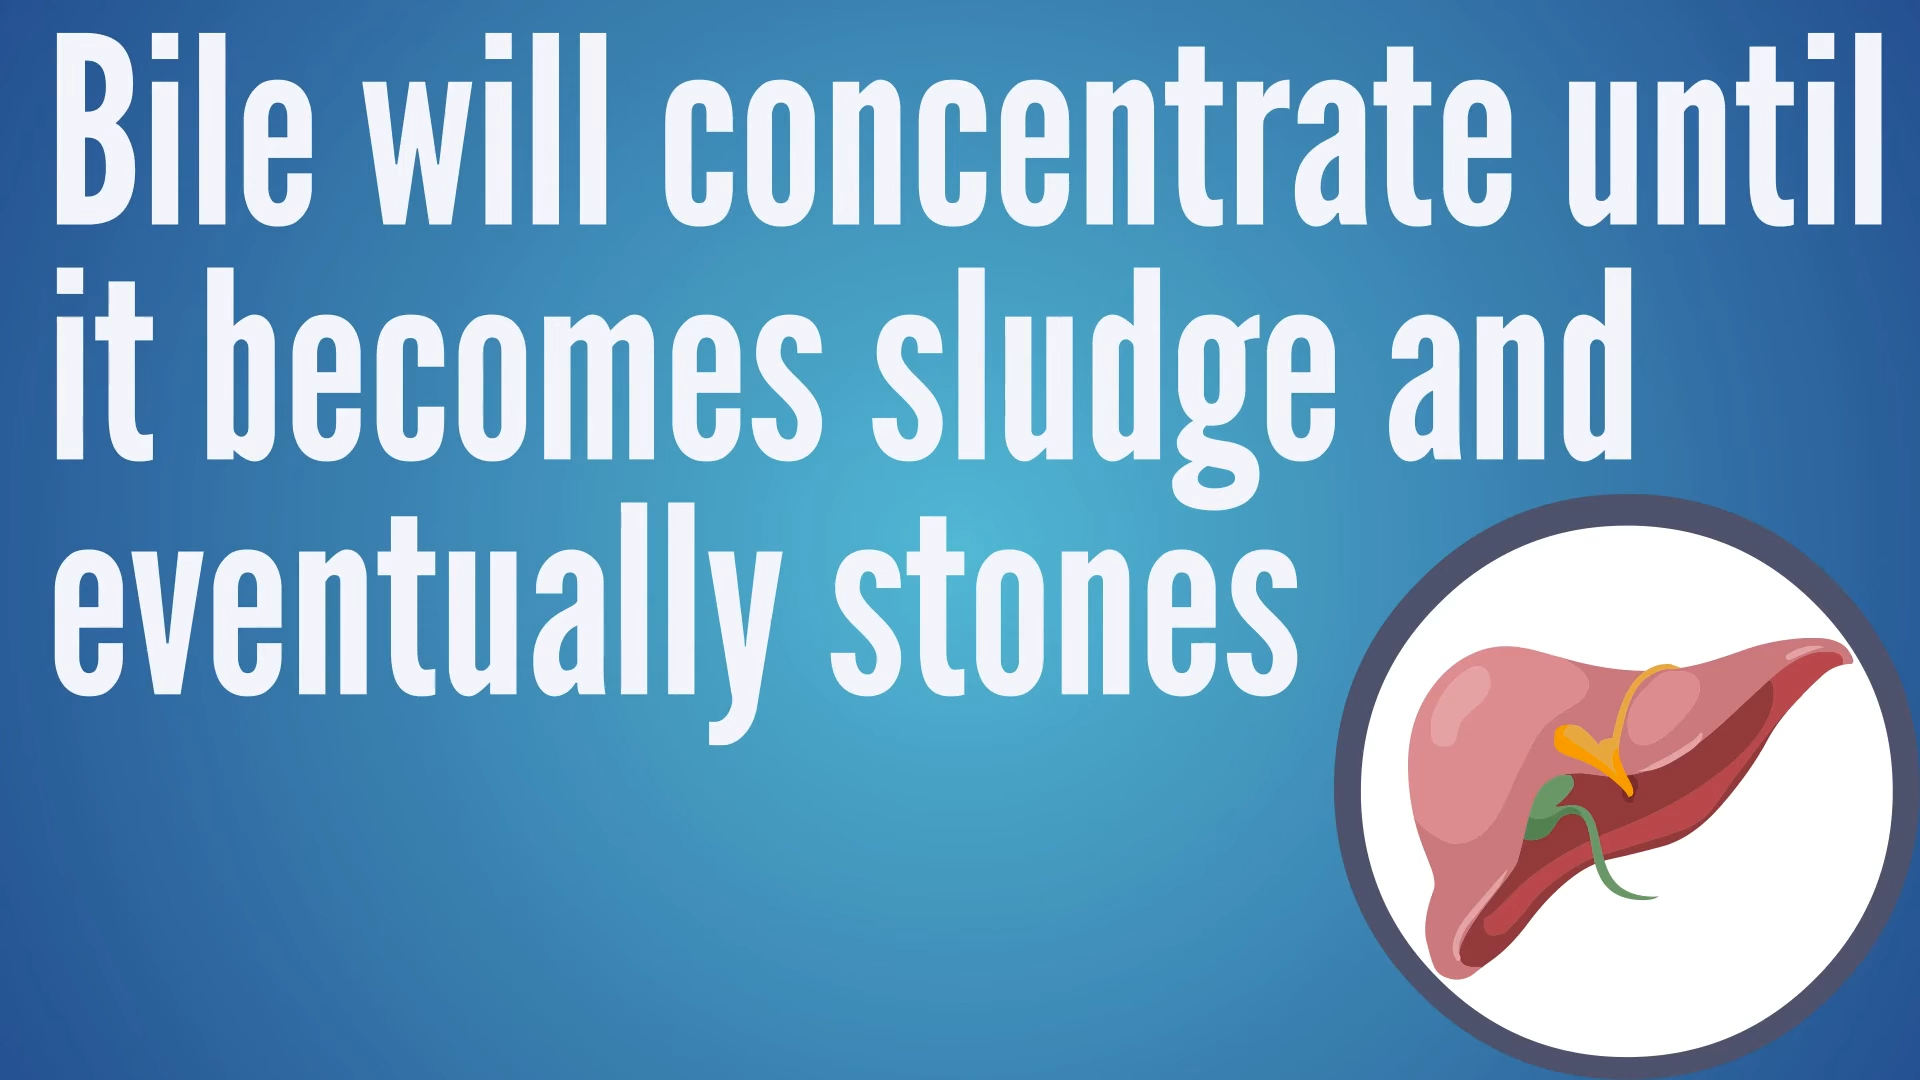 Bile will concentrate until
it becomes sludge and
eventually stones